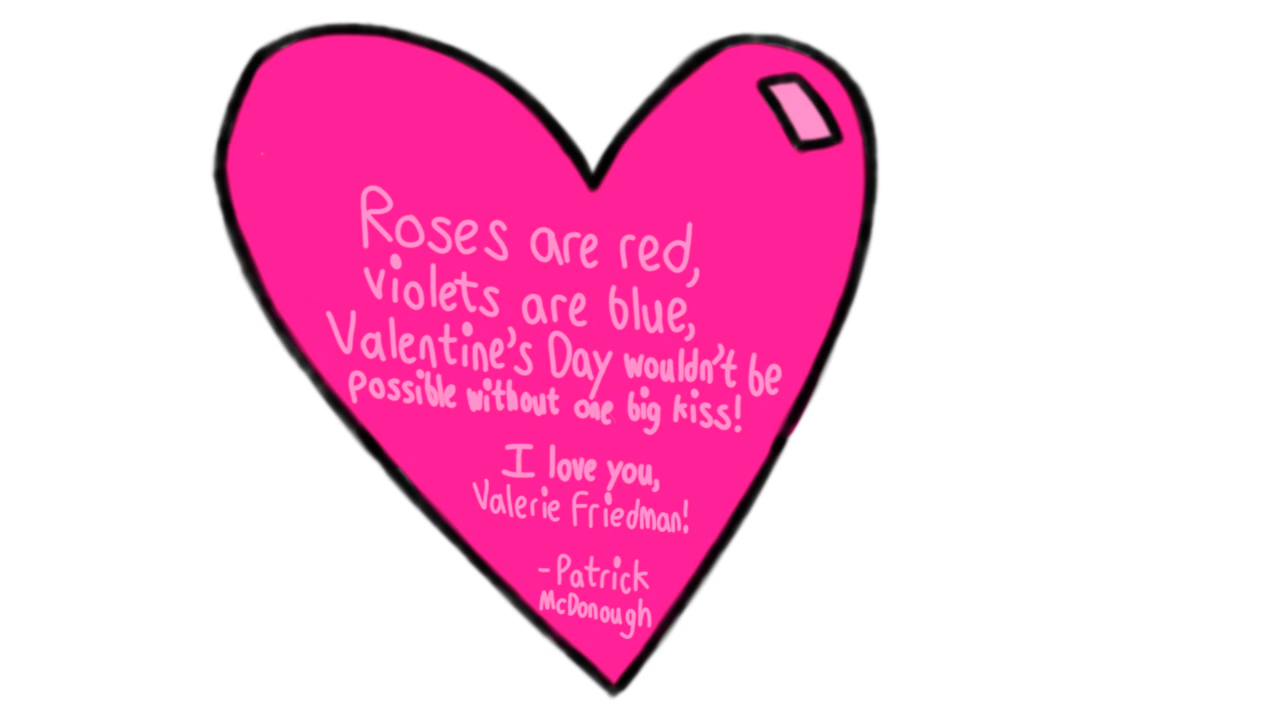 Roses are red,
violets are blue,
Valentine's Day wouldn't be
possible without one big kiss!
I love you,
Valerie Friedman!
-Patrick
McDonough